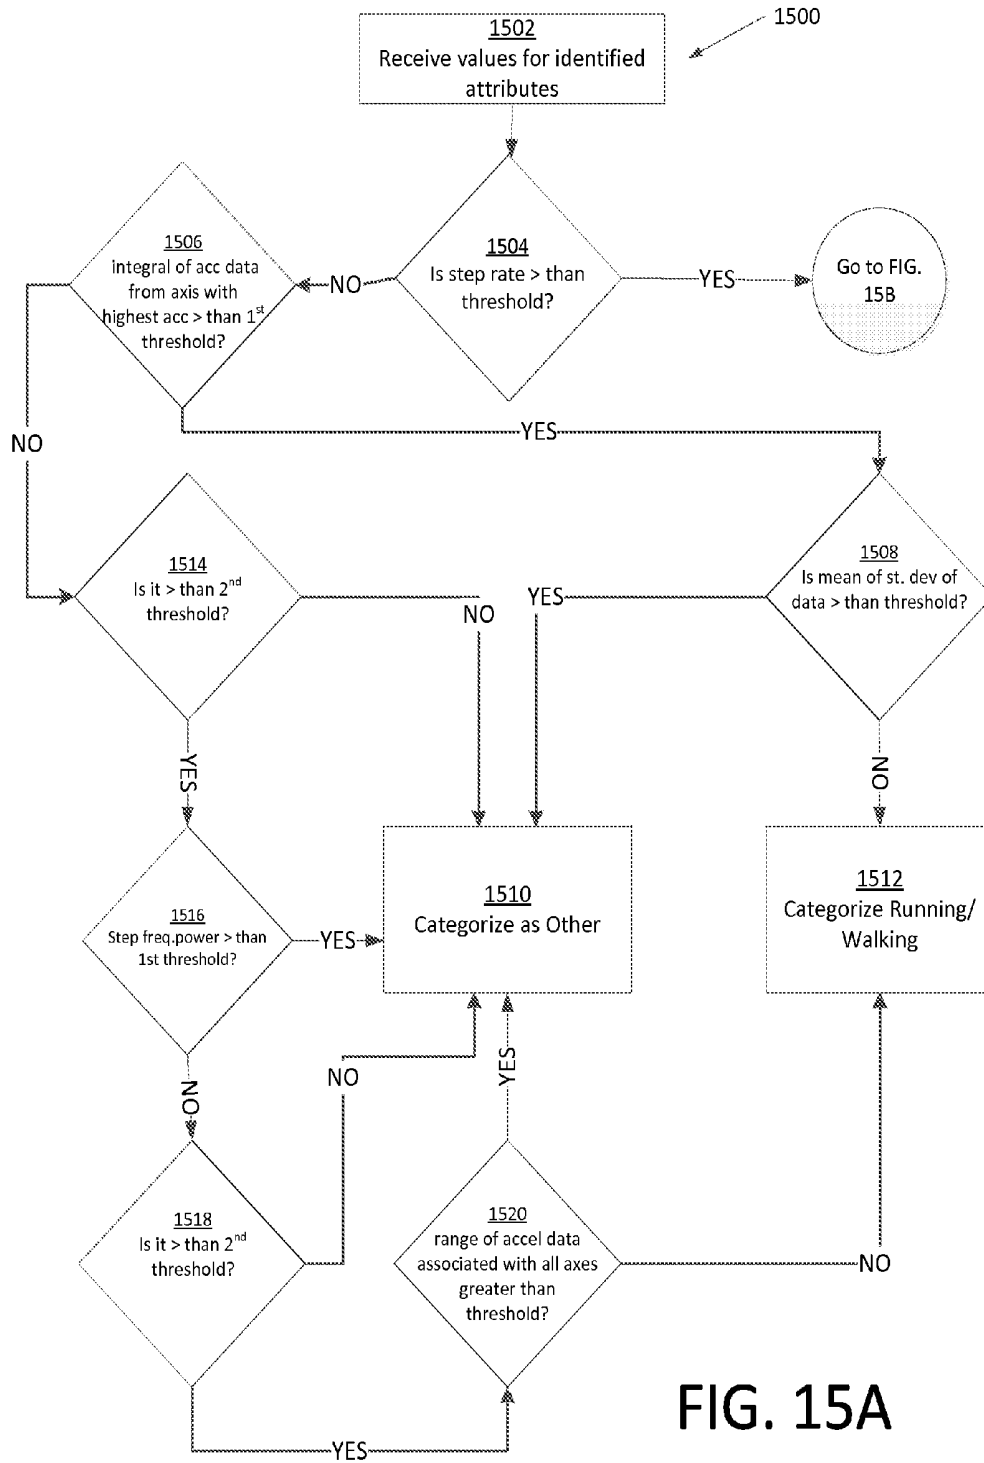 1500
1502
Receive values for identified
attributes
1504
Is step rate > than
threshold?
YES
Go to FIG.
15B
NO
1506
integral of acc data
from axis with
highest acc > than 1st
threshold?
NO
YES
1508
Is mean of st. dev of
data > than threshold?
YES
NO
1514
Is it > than 2nd
threshold?
NO
YES
1510
Categorize as Other
1512
Categorize Running/
Walking
1516
Step freq.power > than
1st threshold?
YES
NO
1518
Is it > than 2nd
threshold?
NO
YES
1520
range of accel data
associated with all axes
greater than
threshold?
YES
NO
FIG. 15A